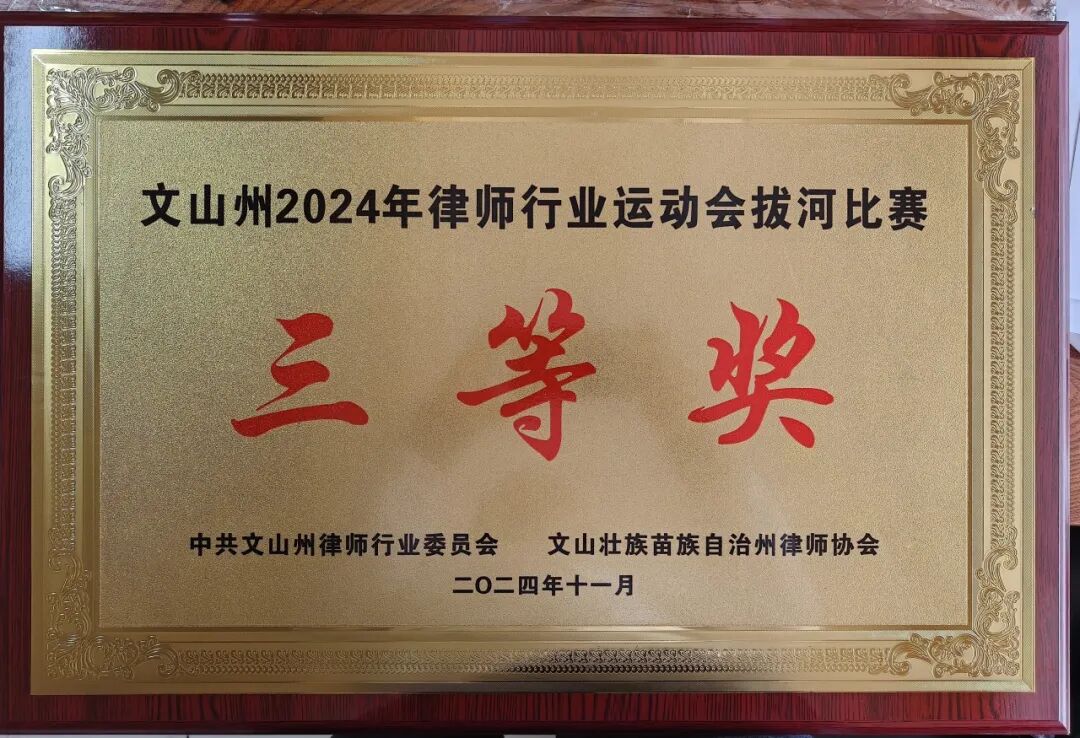 文山州2024年律师行业运动会拔河比赛
三等奖
中共文山州律师行业委员会 文山壮族苗族自治州律师协会
二〇二四年十一月